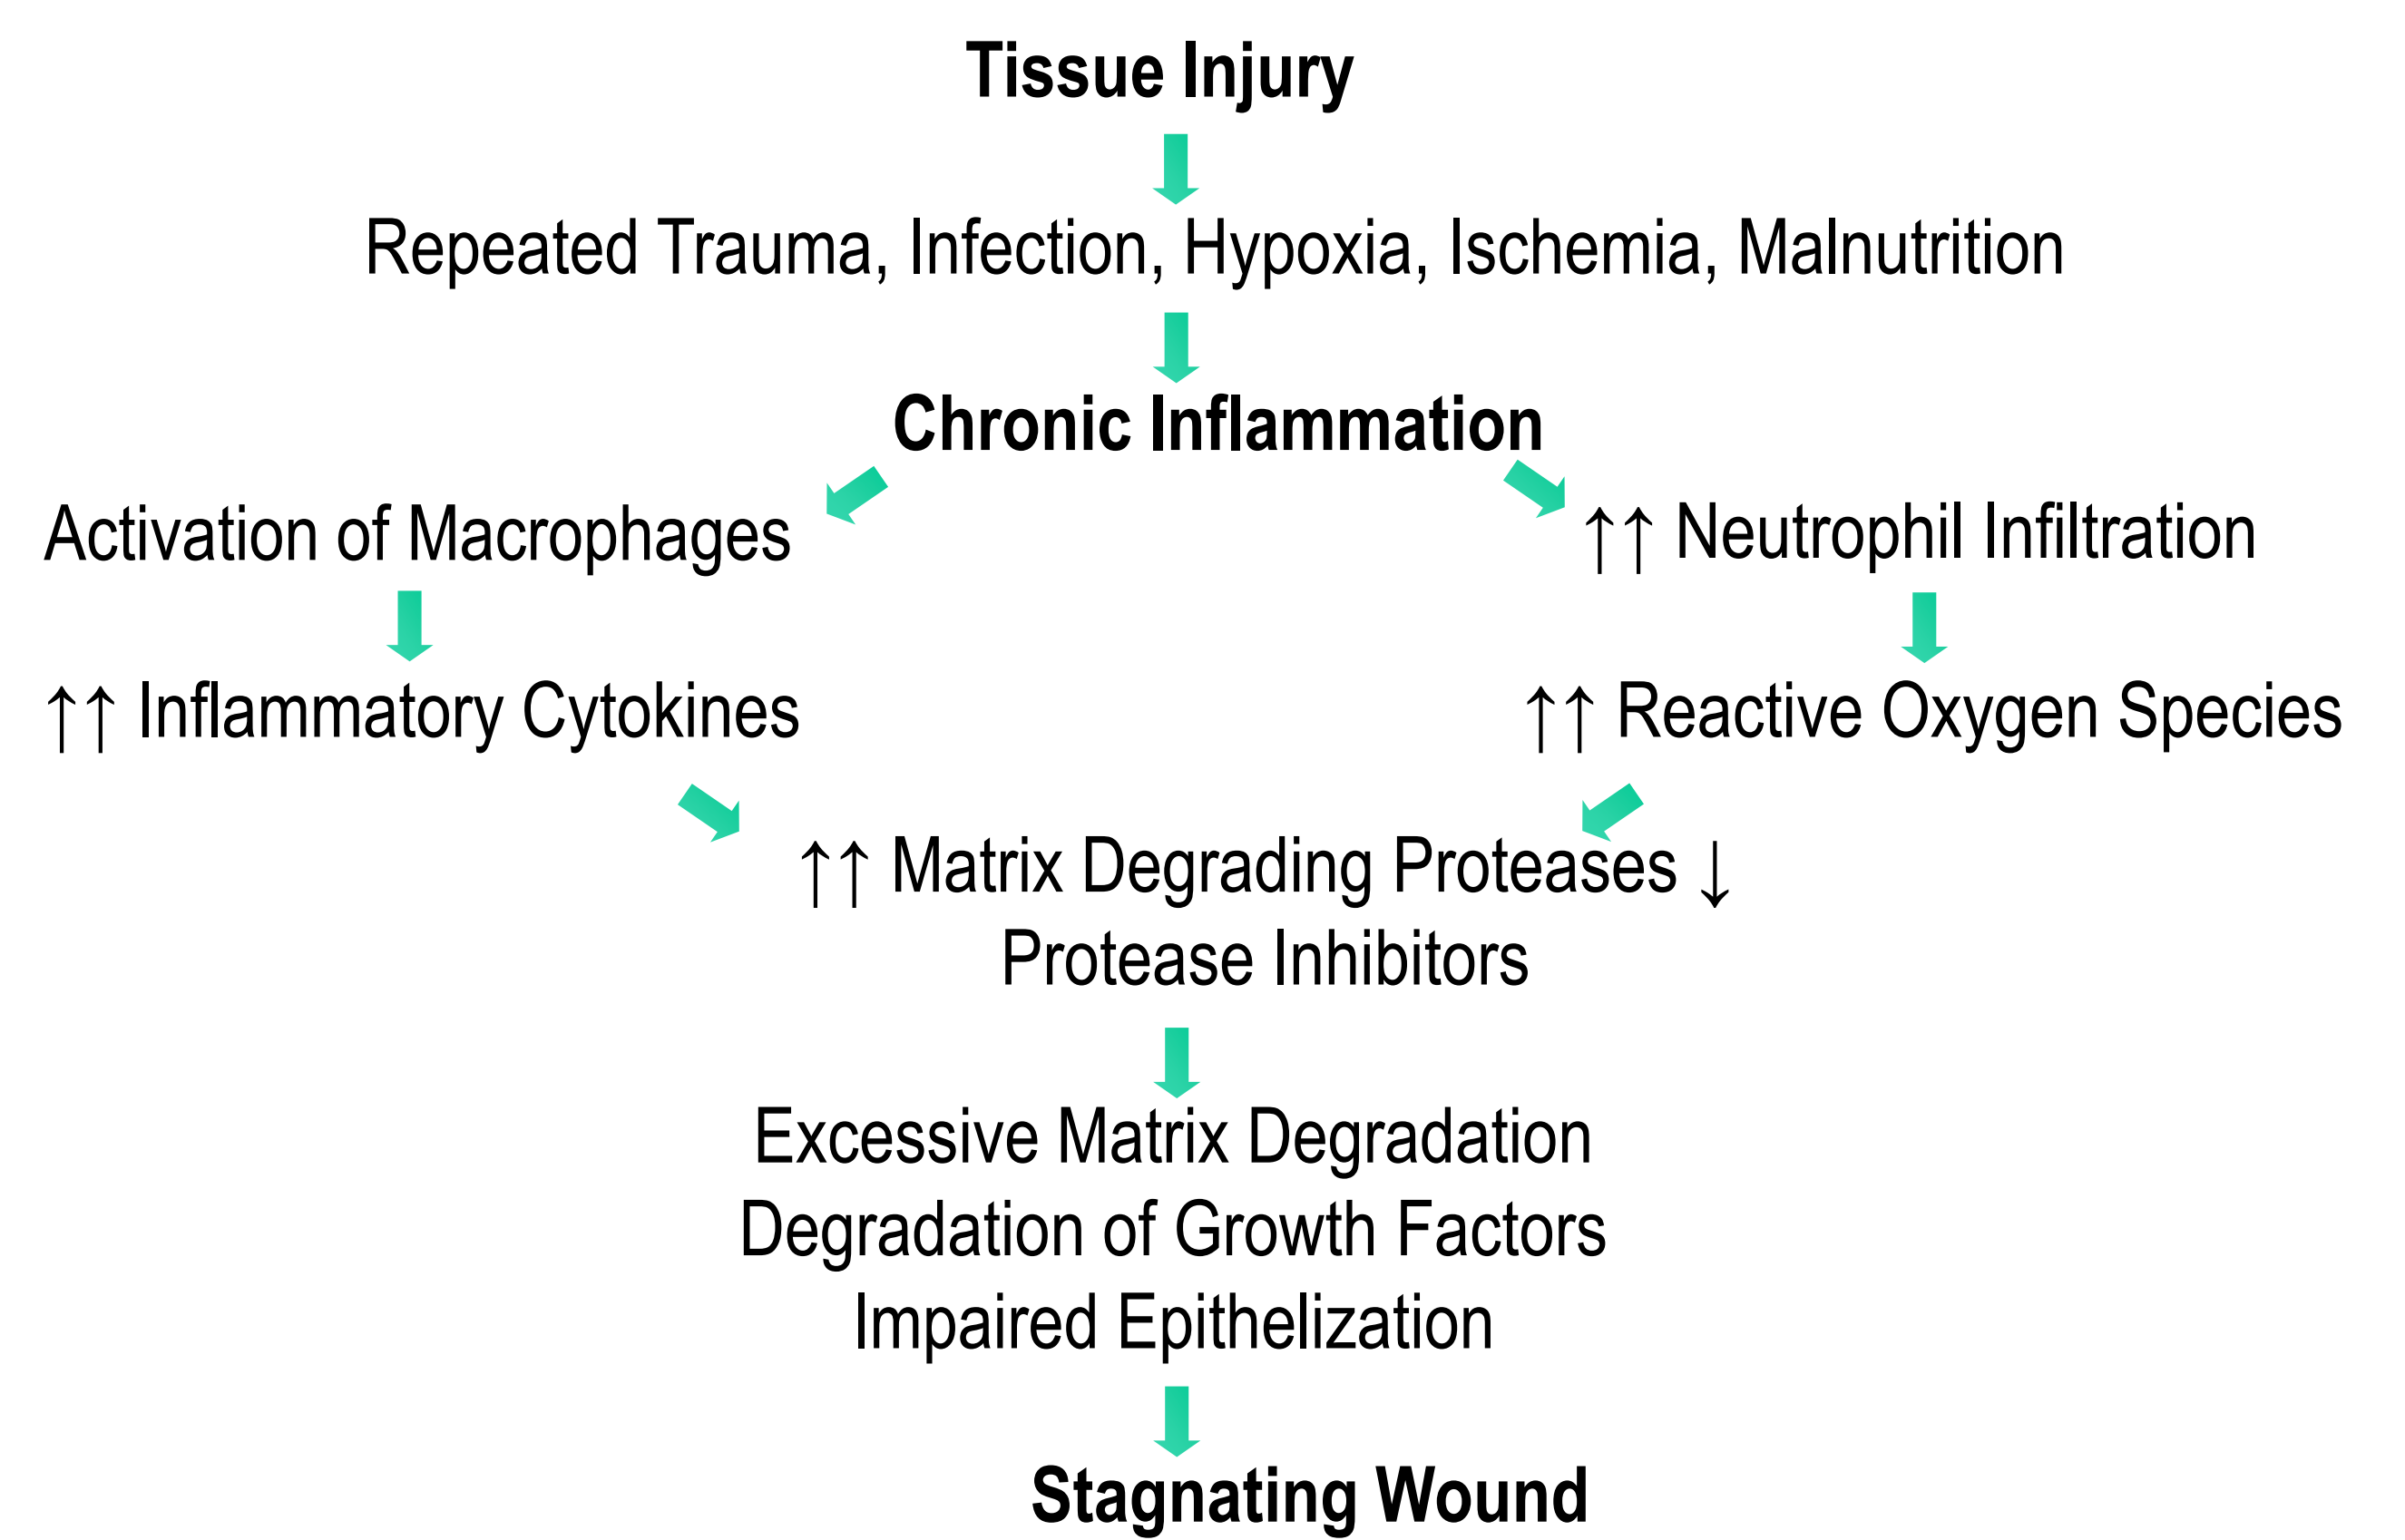 Tissue Injury
Repeated Trauma, Infection, Hypoxia, Ischemia, Malnutrition
Chronic Inflammation
Activation of Macrophages
↑↑ Neutrophil Infiltration
↑↑ Inflammatory Cytokines
↑↑ Reactive Oxygen Species
↑↑ Matrix Degrading Proteases ↓
Protease Inhibitors
Excessive Matrix Degradation
Degradation of Growth Factors
Impaired Epithelization
Stagnating Wound